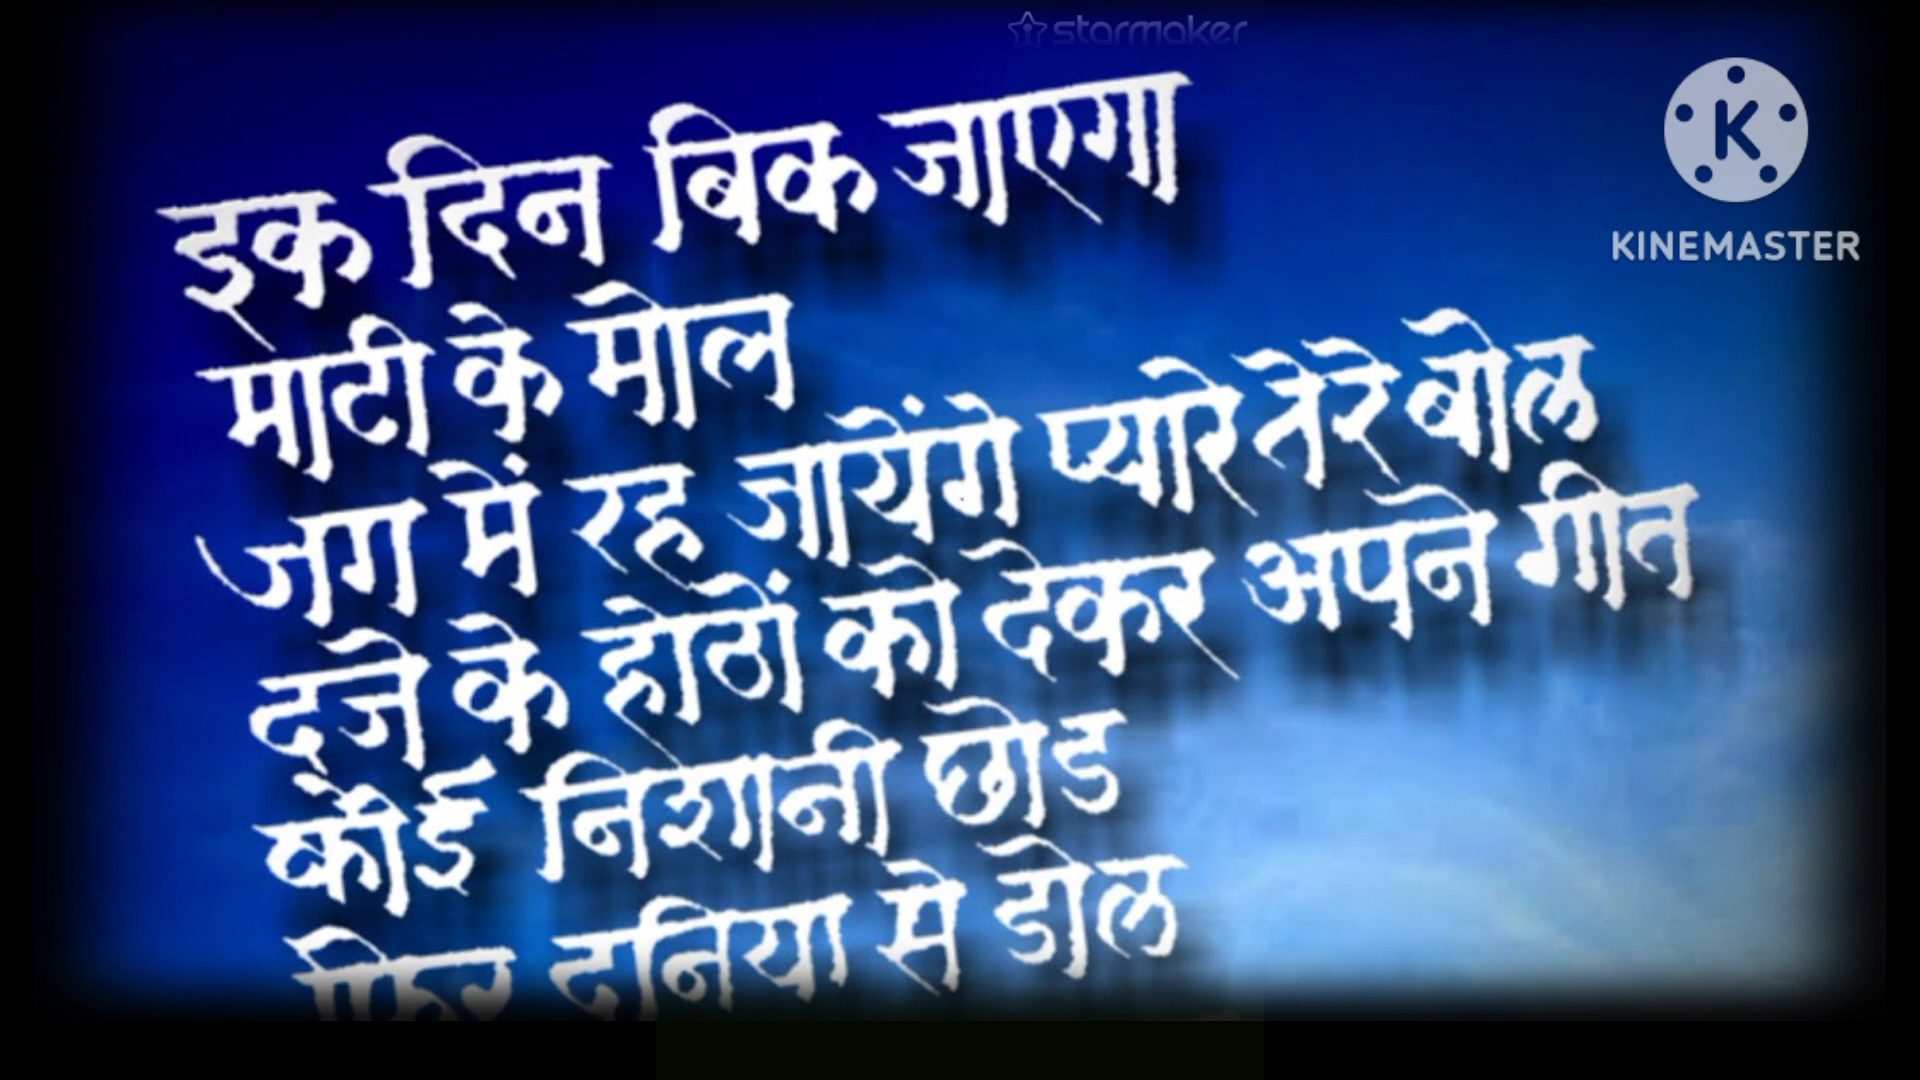 starmaker
K
KINEMASTER
इक दिन बिक जाएगा
माटी के मोल
जग में रह जायेंगे प्यारे तेरे बोल
दूजे के होठों को देकर अपने गीत
कोई निशानी छोड
फिर दुनिया से डोल